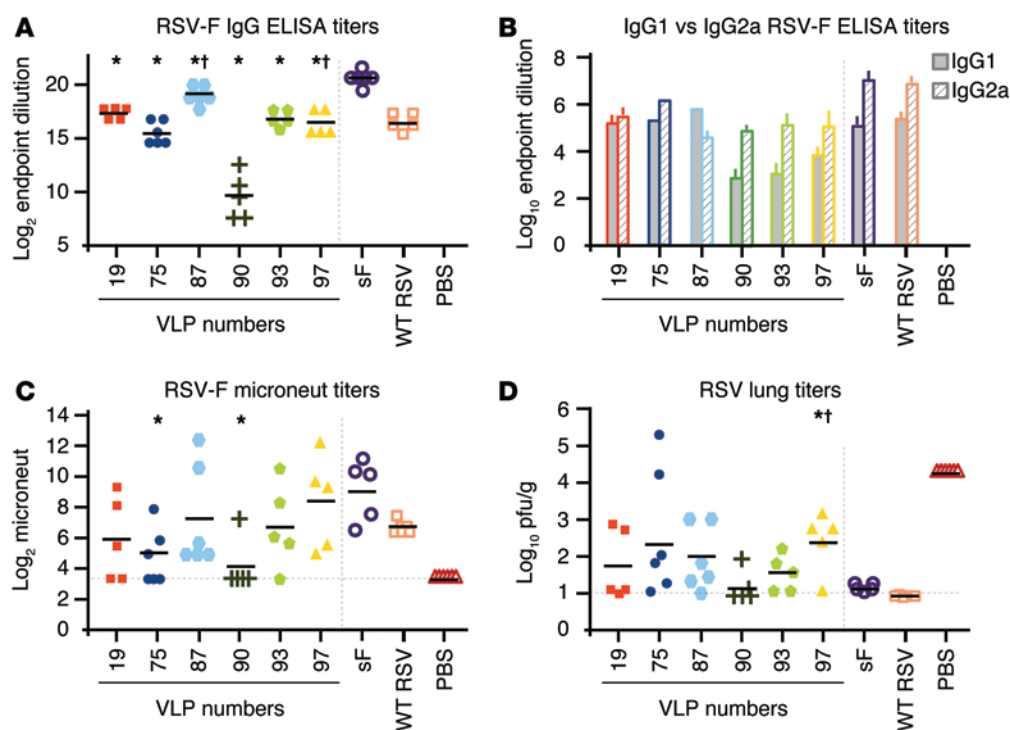 A
RSV-F IgG ELISA titers
Log2 endpoint dilution
20
15
10
5
* * *† * * *†
19 75 87 90 93 97 sF WT RSV PBS
VLP numbers
B
IgG1 vs IgG2a RSV-F ELISA titers
Log10 endpoint dilution
8
6
4
2
0
IgG1
IgG2a
19 75 87 90 93 97 sF WT RSV PBS
VLP numbers
C
RSV-F microneut titers
Log2 microneut
14
12
10
8
6
4
2
0
* *
19 75 87 90 93 97 sF WT RSV PBS
VLP numbers
D
RSV lung titers
Log10 pfu/g
6
5
4
3
2
1
0
*†
19 75 87 90 93 97 sF WT RSV PBS
VLP numbers